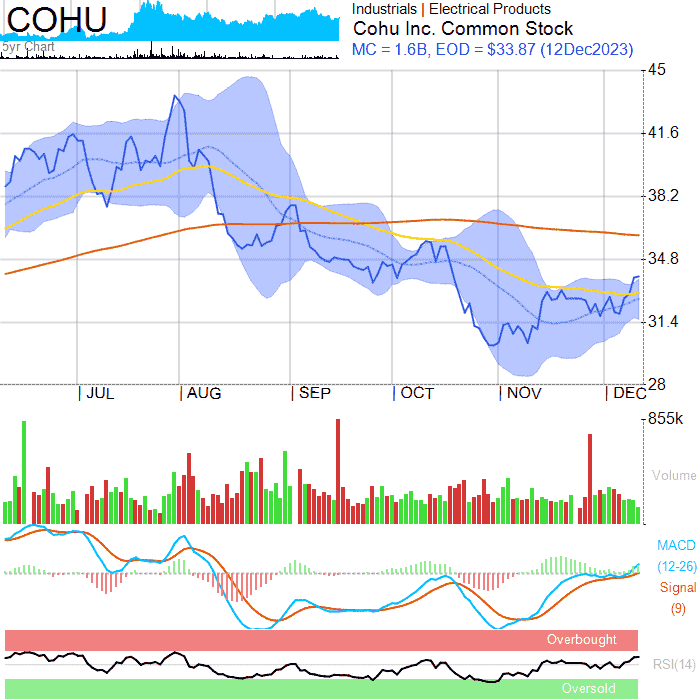 COHU
5yr Chart
Industrials | Electrical Products
Cohu Inc. Common Stock
MC = 1.6B, EOD = $33.87 (12Dec2023)
45
41.6
38.2
34.8
31.4
28
JUL AUG SEP OCT NOV DEC
855k
Volume
MACD
(12-26)
Signal
(9)
Overbought
RSI(14)
Oversold